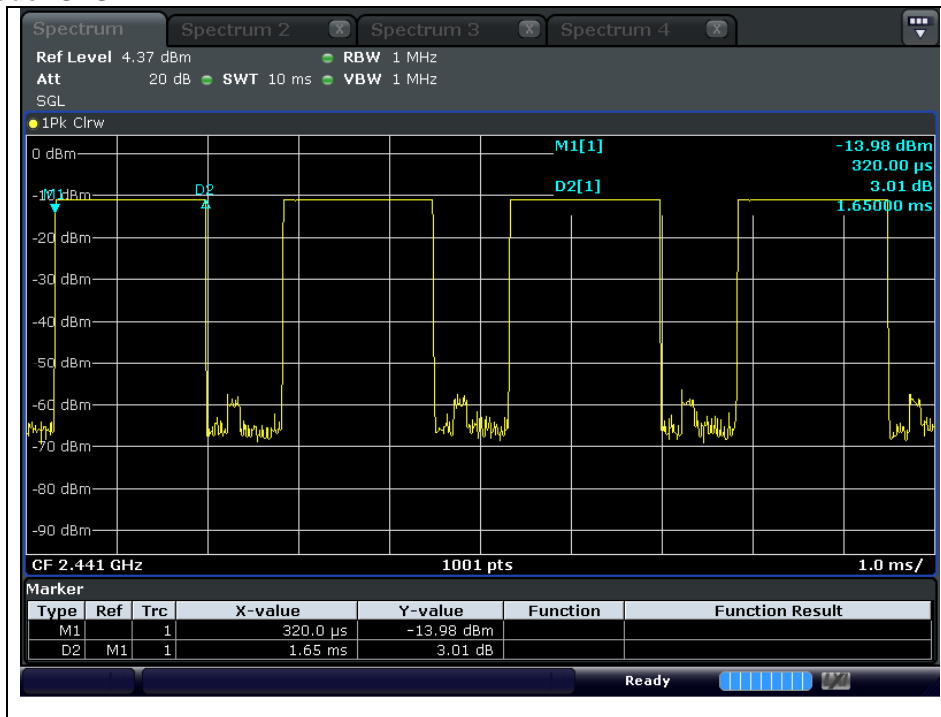 Spectrum Spectrum 2 X Spectrum 3 X Spectrum 4 X
Ref Level 4.37 dBm RBW 1 MHz
Att 20 dB SWT 10 ms VBW 1 MHz
SGL
1Pk Clrw
0 dBm
M1[1] -13.98 dBm
320.00 µs
D2[1] 3.01 dB
1.65000 ms
M1
D2
-10 dBm
-20 dBm
-30 dBm
-40 dBm
-50 dBm
-60 dBm
-70 dBm
-80 dBm
-90 dBm
CF 2.441 GHz 1001 pts 1.0 ms/
Marker
Type Ref Trc X-value Y-value Function Function Result
M1 1 320.0 µs -13.98 dBm
D2 M1 1 1.65 ms 3.01 dB
Ready